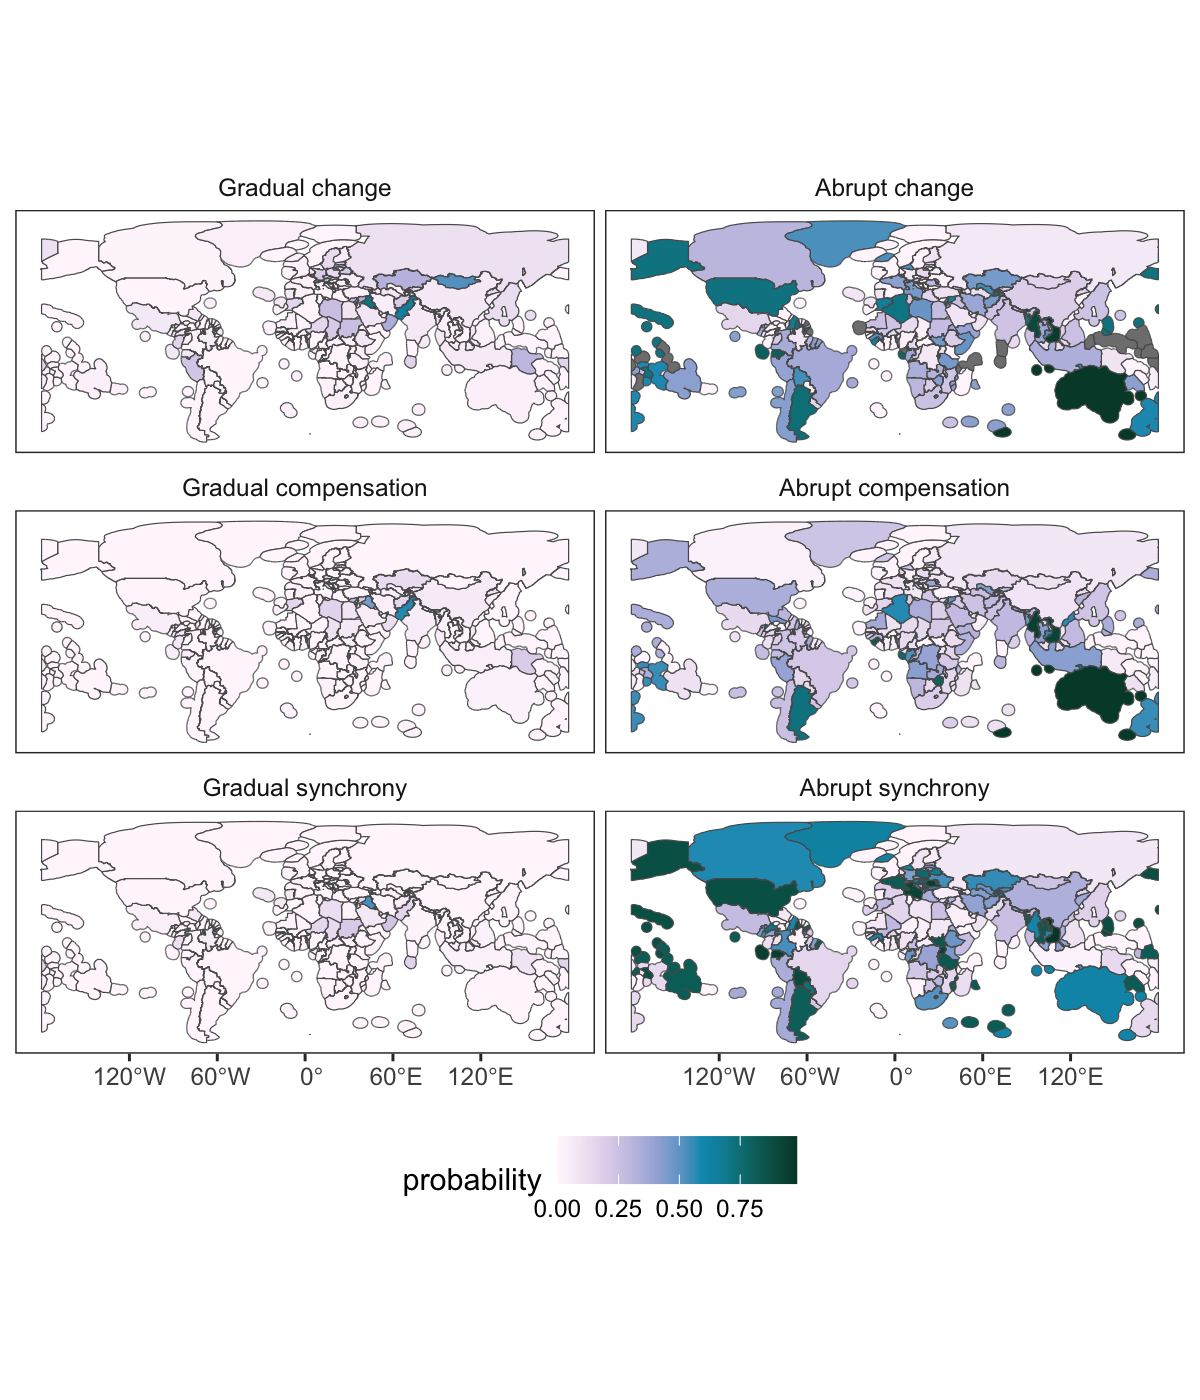 Gradual change
Abrupt change
Gradual compensation
Abrupt compensation
Gradual synchrony
Abrupt synchrony
120°W 60°W 0° 60°E 120°E
120°W 60°W 0° 60°E 120°E
probability
0.00 0.25 0.50 0.75